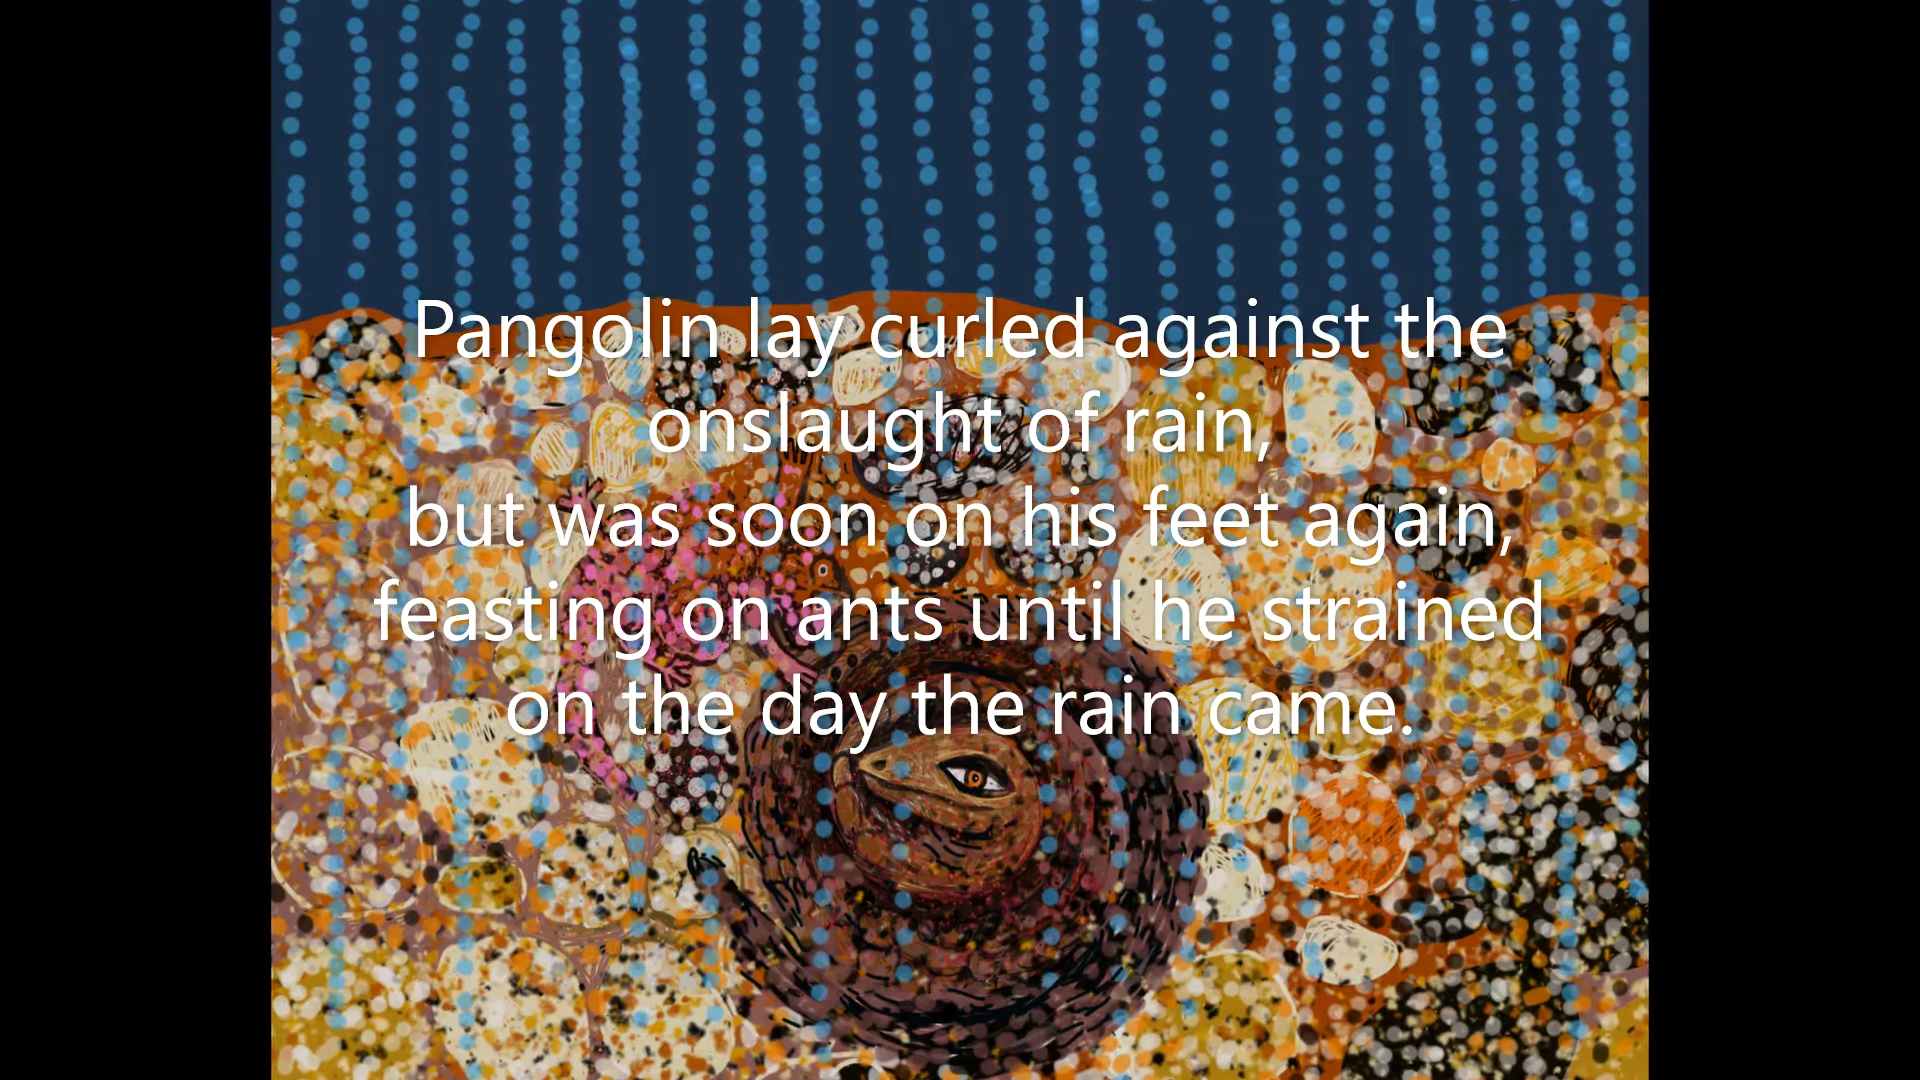 Pangolin lay curled against the
onslaught of rain,
but was soon on his feet again,
feasting on ants until he strained
on the day the rain came.